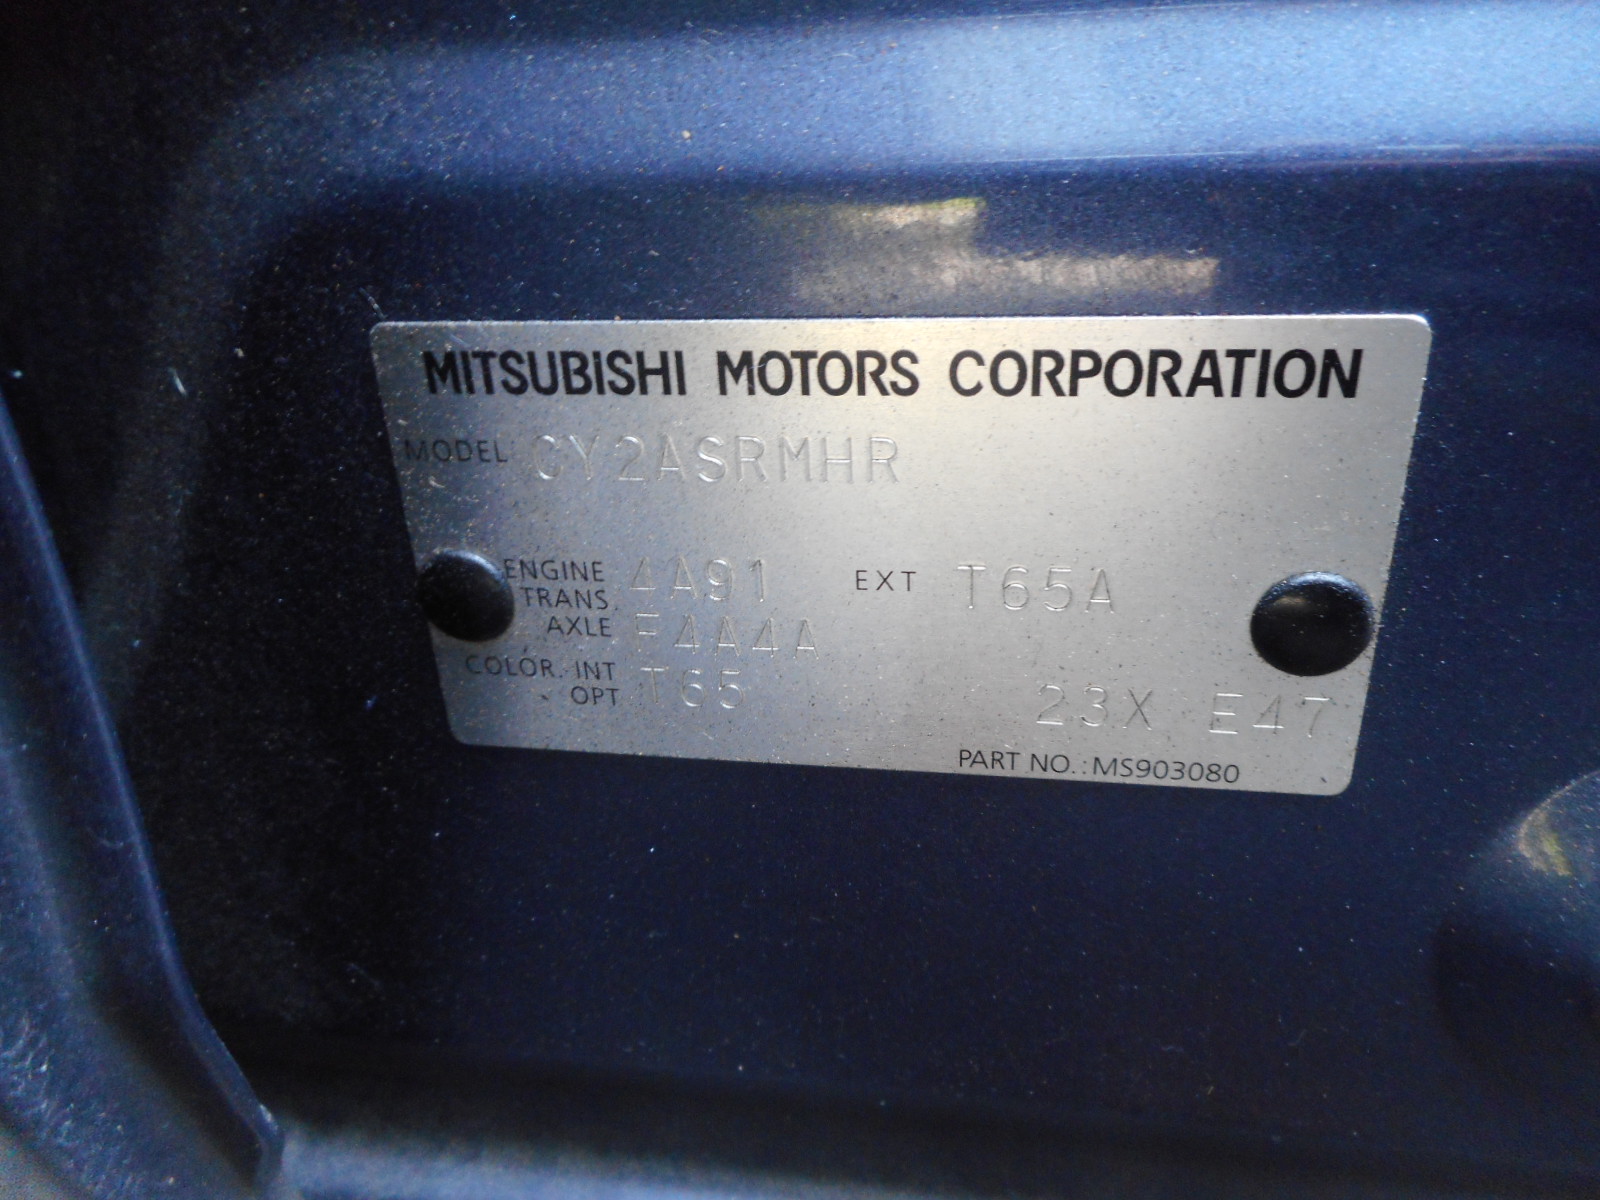 MITSUBISHI MOTORS CORPORATION
MODEL CY2ASRMHR
ENGINE 4A91 EXT T65A
TRANS.
AXLE F4A4A
COLOR. INT T65
OPT 23X E47
PART NO.:MS903080